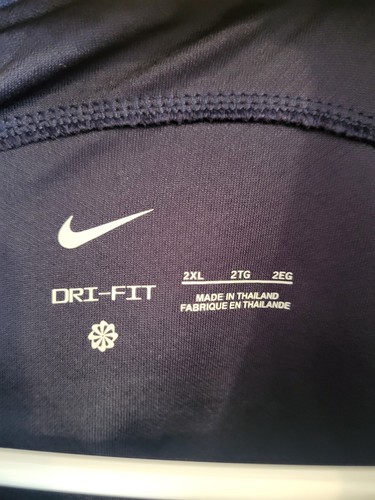 DRI-FIT
2XL 2TG 2EG
MADE IN THAILAND
FABRIQUE EN THAILANDE